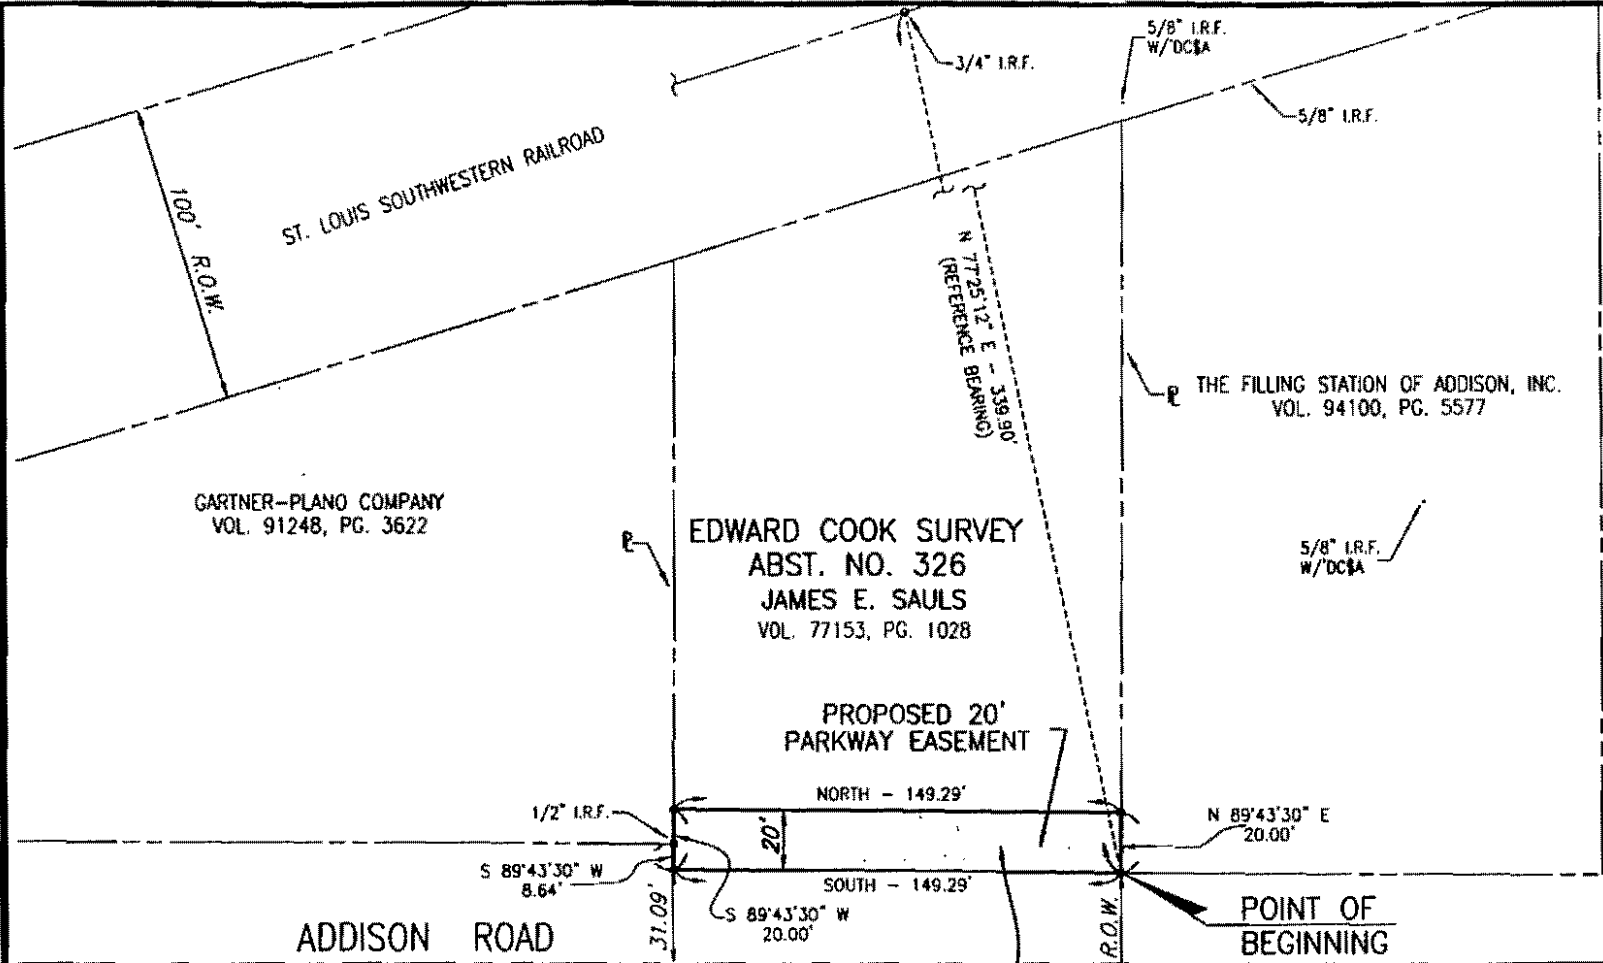 5/8" I.R.F.
W/"DC$A
3/4" I.R.F.
5/8" I.R.F.
ST. LOUIS SOUTHWESTERN RAILROAD
100' R.O.W.
N 77°25'12" E - 339.90'
(REFERENCE BEARING)
THE FILLING STATION OF ADDISON, INC.
VOL. 94100, PG. 5577
GARTNER-PLANO COMPANY
VOL. 91248, PG. 3622
EDWARD COOK SURVEY
ABST. NO. 326
JAMES E. SAULS
VOL. 77153, PG. 1028
5/8" I.R.F.
W/"DC$A
PROPOSED 20'
PARKWAY EASEMENT
NORTH - 149.29'
1/2" I.R.F.
20'
N 89°43'30" E
20.00'
S 89°43'30" W
8.64'
SOUTH - 149.29'
S 89°43'30" W
20.00'
31.09'
R.O.W.
POINT OF
BEGINNING
ADDISON ROAD